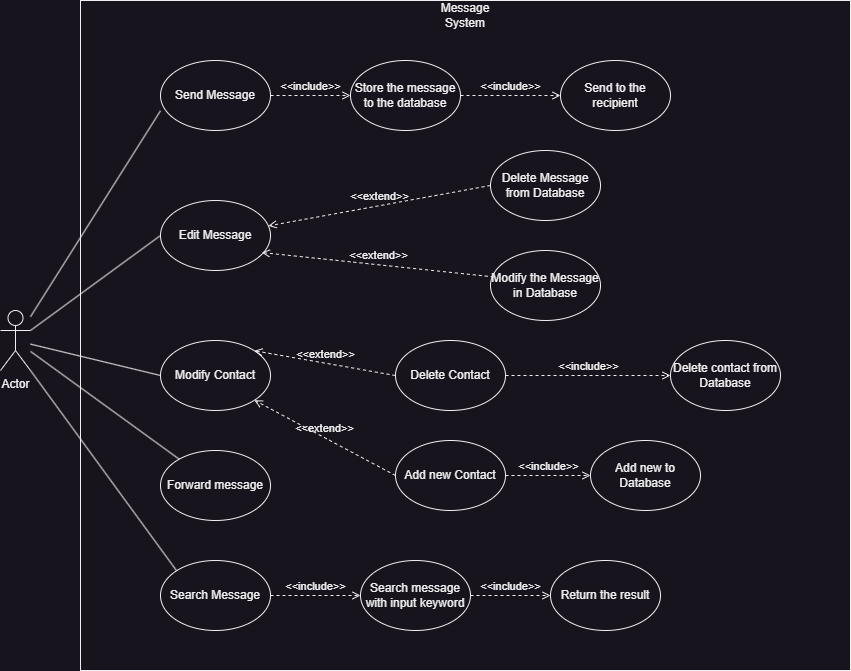 Message
System
Send Message
<<include>>
Store the message
to the database
<<include>>
Send to the
recipient
Delete Message
from Database
<<extend>>
Edit Message
<<extend>>
Modify the Message
in Database
Actor
Modify Contact
<<extend>>
Delete Contact
<<include>>
Delete contact from
Database
<<extend>>
Add new Contact
<<include>>
Add new to
Database
Forward message
Search Message
<<include>>
Search message
with input keyword
<<include>>
Return the result